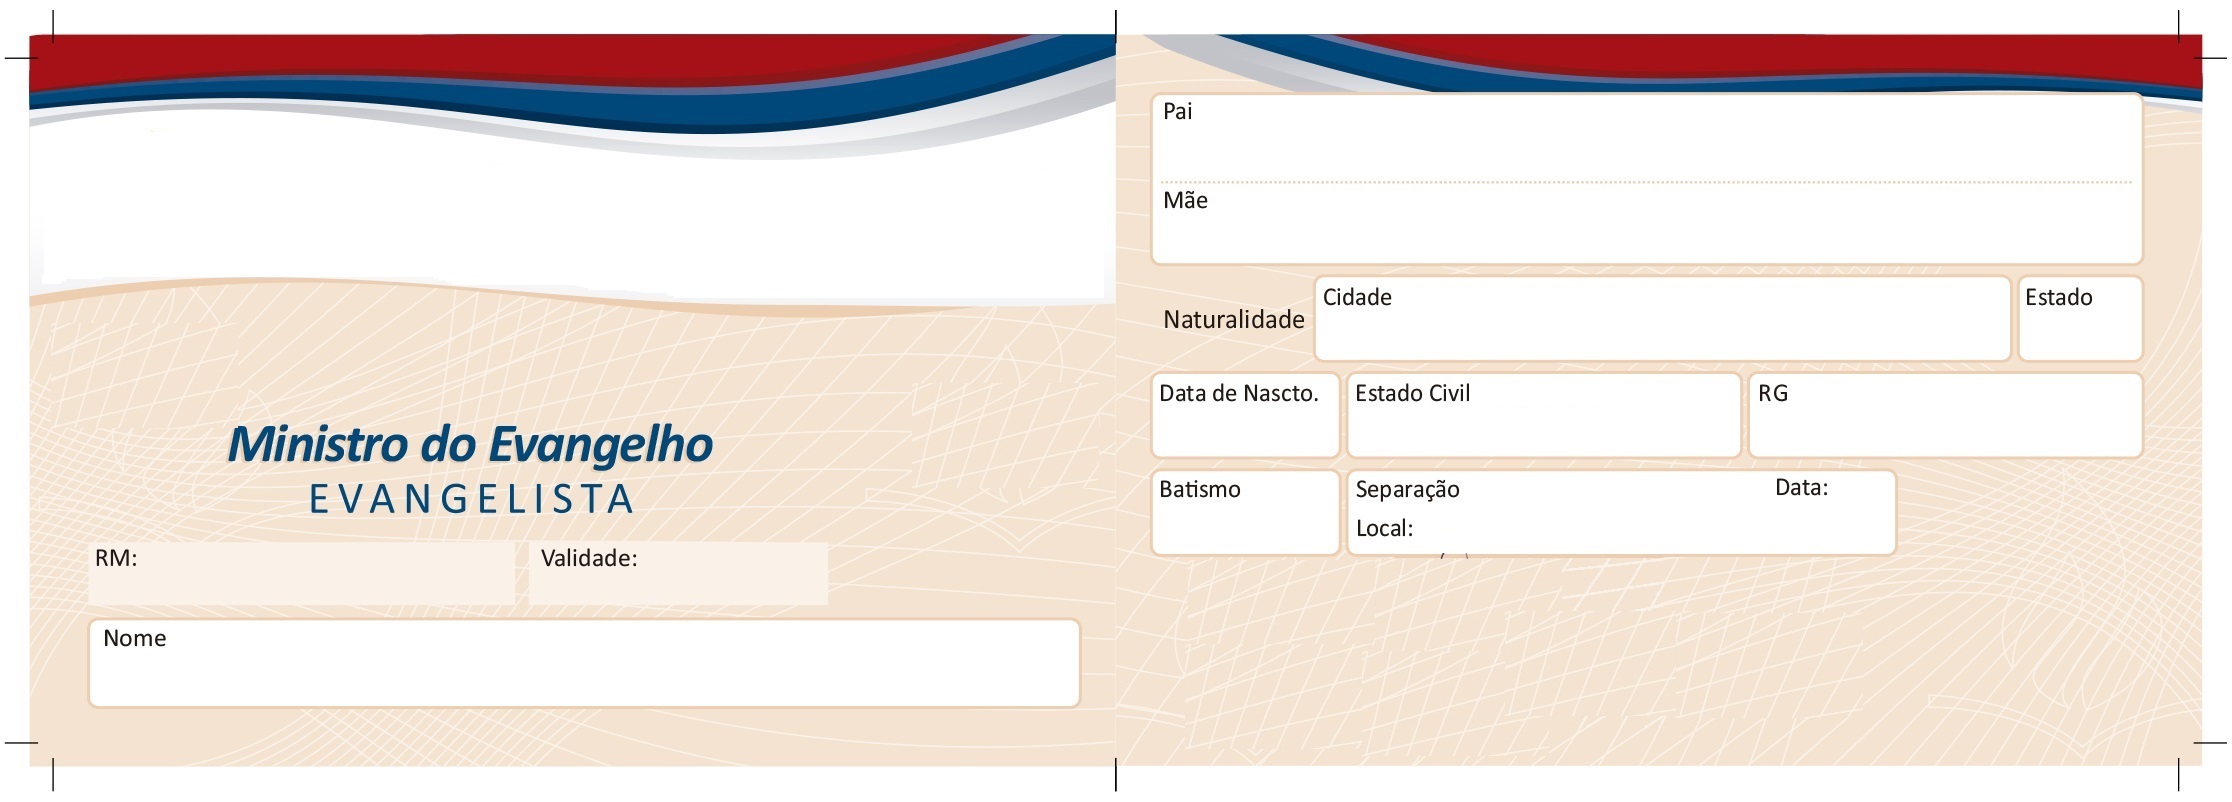 Ministro do Evangelho
EVANGELISTA
RM:
Validade:
Nome
Pai
Mãe
Naturalidade
Cidade
Estado
Data de Nascto.
Estado Civil
RG
Batismo
Separação
Data:
Local: